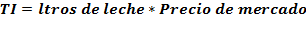 TI = ltros de leche * Precio de mercado